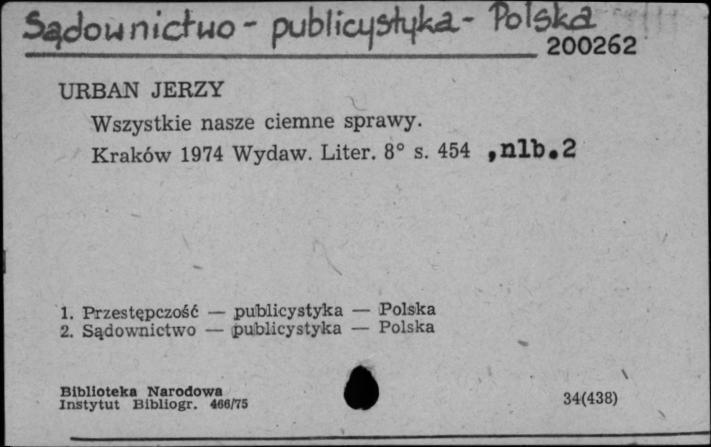 Sądownictwo - publicystyka - Polska
200262
URBAN JERZY
Wszystkie nasze ciemne sprawy.
Kraków 1974 Wydaw. Liter. 8° s. 454 , nlb. 2
1. Przestępczość — publicystyka — Polska
2. Sądownictwo — publicystyka — Polska
Biblioteka Narodowa
Instytut Bibliogr. 466/75
34(438)